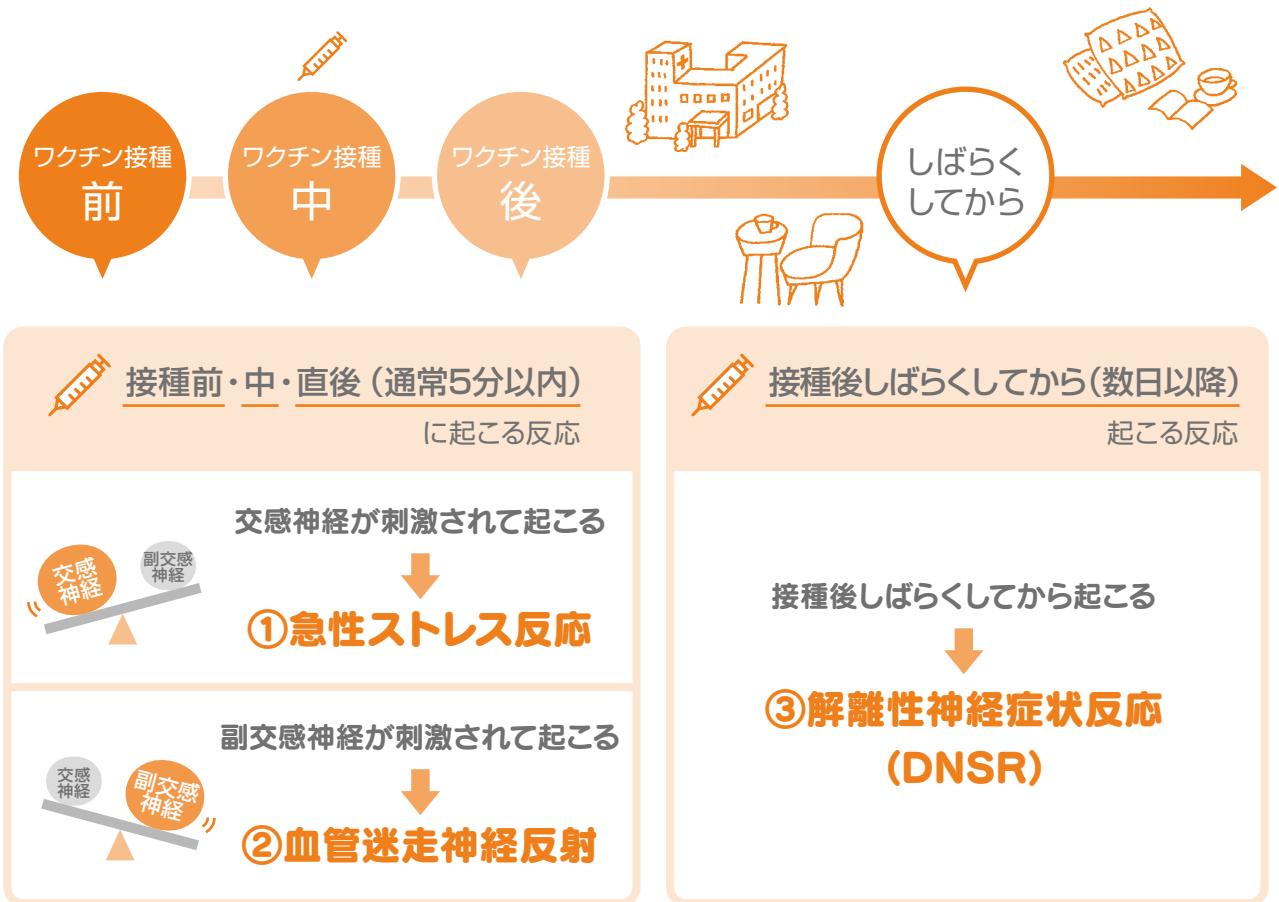 ワクチン接種
前
ワクチン接種
中
ワクチン接種
後
しばらく
してから
接種前・中・直後(通常5分以内)
に起こる反応
交感神経が刺激されて起こる
交感
神経
副交感
神経
①急性ストレス反応
副交感神経が刺激されて起こる
交感
神経
副交感
神経
②血管迷走神経反射
接種後しばらくしてから(数日以降)
起こる反応
接種後しばらくしてから起こる
③解離性神経症状反応
(DNSR)